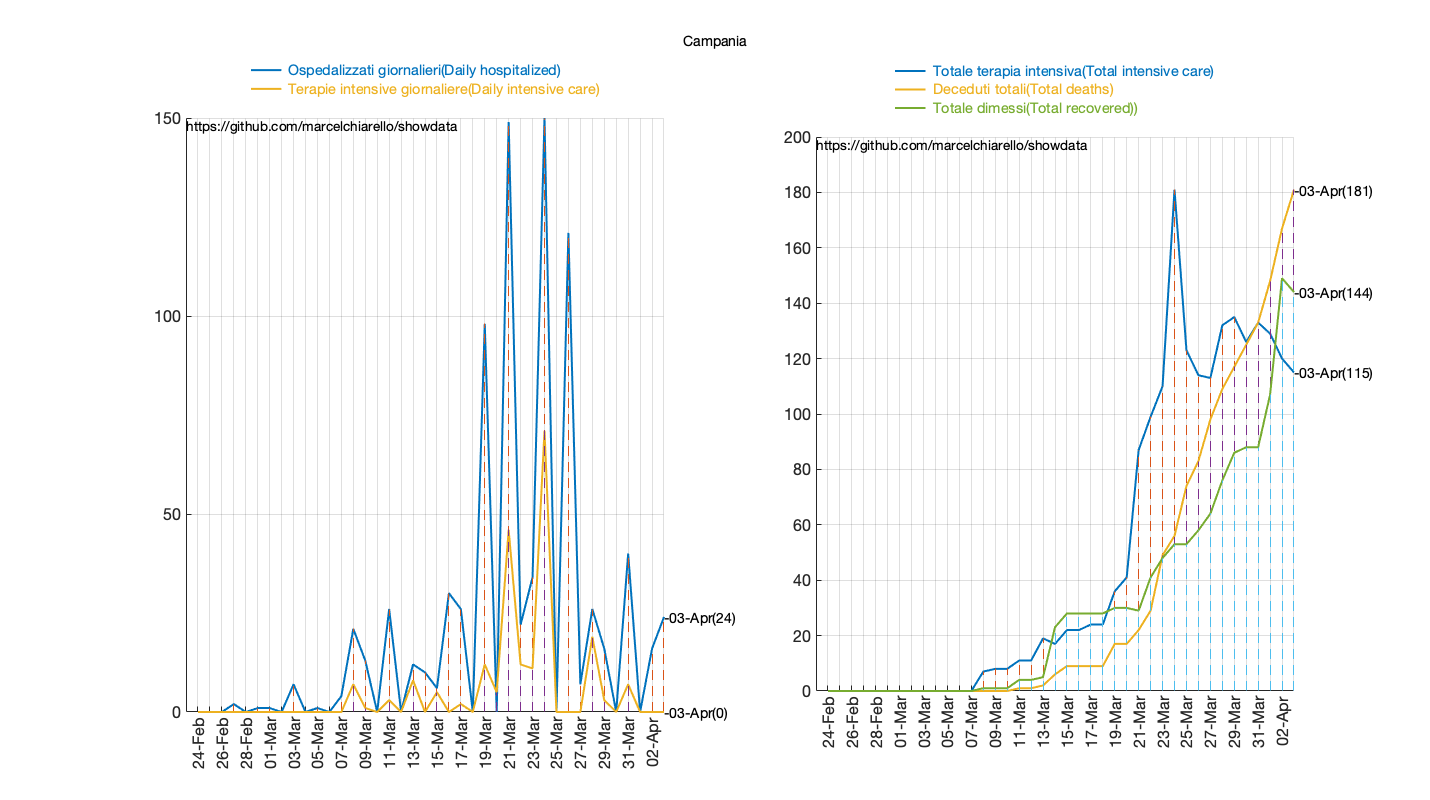 Campania
Ospedalizzati giornalieri(Daily hospitalized)
Terapie intensive giornaliere(Daily intensive care)
150
https://github.com/marcelchiarello/showdata
100
50
0
-03-Apr(24)
-03-Apr(0)
24-Feb
26-Feb
28-Feb
01-Mar
03-Mar
05-Mar
07-Mar
09-Mar
11-Mar
13-Mar
15-Mar
17-Mar
19-Mar
21-Mar
23-Mar
25-Mar
27-Mar
29-Mar
31-Mar
02-Apr
Totale terapia intensiva(Total intensive care)
Deceduti totali(Total deaths)
Totale dimessi(Total recovered))
200
https://github.com/marcelchiarello/showdata
180
160
140
120
100
80
60
40
20
0
-03-Apr(181)
-03-Apr(144)
-03-Apr(115)
24-Feb
26-Feb
28-Feb
01-Mar
03-Mar
05-Mar
07-Mar
09-Mar
11-Mar
13-Mar
15-Mar
17-Mar
19-Mar
21-Mar
23-Mar
25-Mar
27-Mar
29-Mar
31-Mar
02-Apr